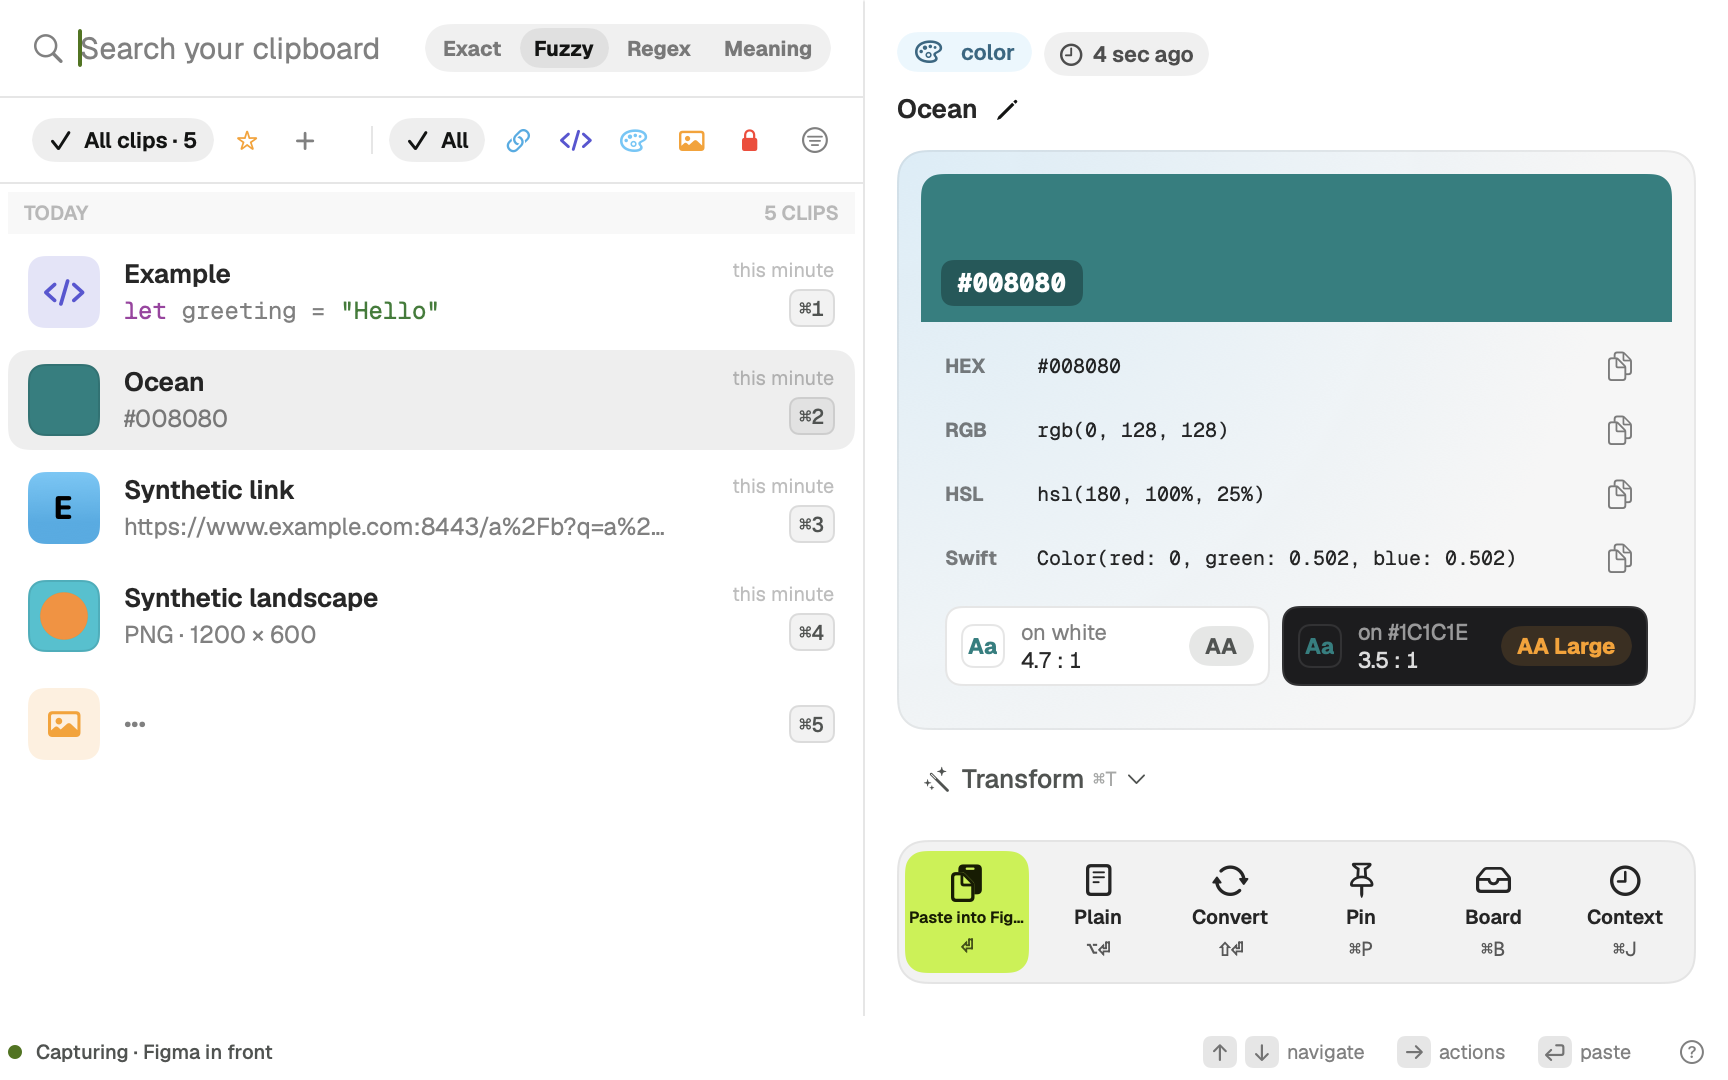 Search your clipboard
Exact Fuzzy Regex Meaning
All clips · 5
All
TODAY
5 CLIPS
Example
this minute
let greeting = "Hello"
⌘1
Ocean
this minute
#008080
⌘2
E
Synthetic link
this minute
https://www.example.com:8443/a%2Fb?q=a%2...
⌘3
Synthetic landscape
this minute
PNG · 1200 × 600
⌘4
•••
⌘5
Capturing · Figma in front
color
4 sec ago
Ocean
#008080
HEX #008080
RGB rgb(0, 128, 128)
HSL hsl(180, 100%, 25%)
Swift Color(red: 0, green: 0.502, blue: 0.502)
Aa
on white
4.7 : 1
AA
Aa
on #1C1C1E
3.5 : 1
AA Large
Transform ⌘T
Paste into Fig...
⏎
Plain
⌥⏎
Convert
⇧⏎
Pin
⌘P
Board
⌘B
Context
⌘J
↑ ↓ navigate → actions ↩ paste ?